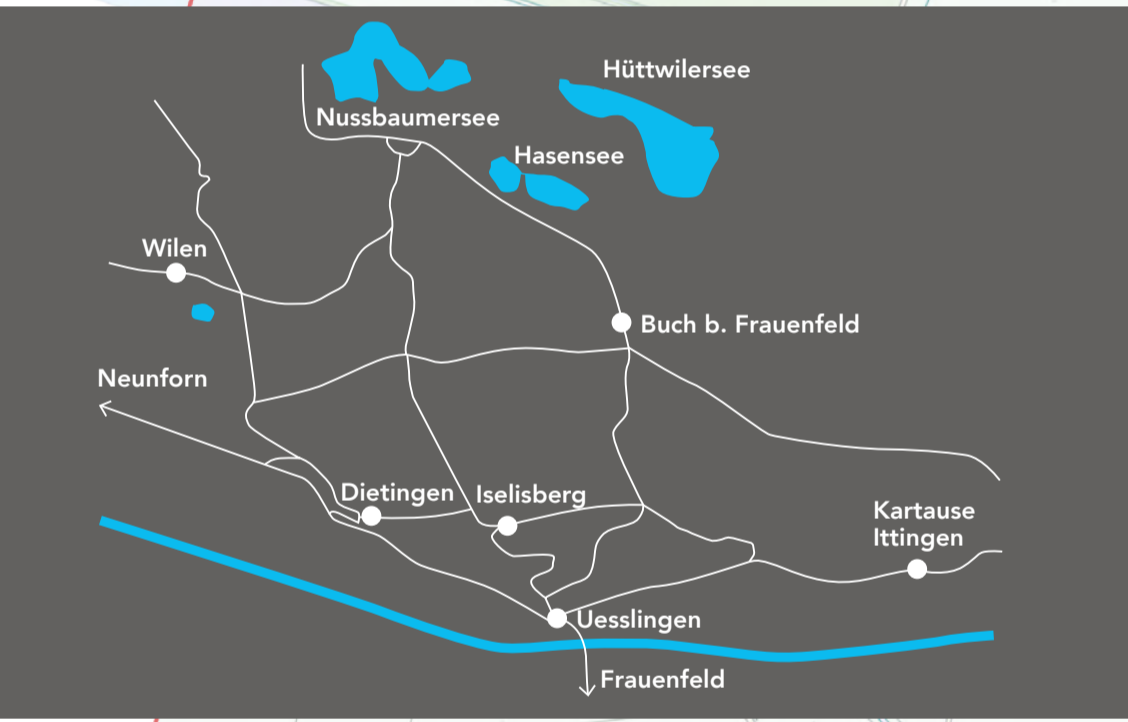 Hüttwilersee
Nussbaumersee
Hasensee
Wilen
Buch b. Frauenfeld
Neunforn
Dietingen
Iselisberg
Kartause
Ittingen
Uesslingen
Frauenfeld